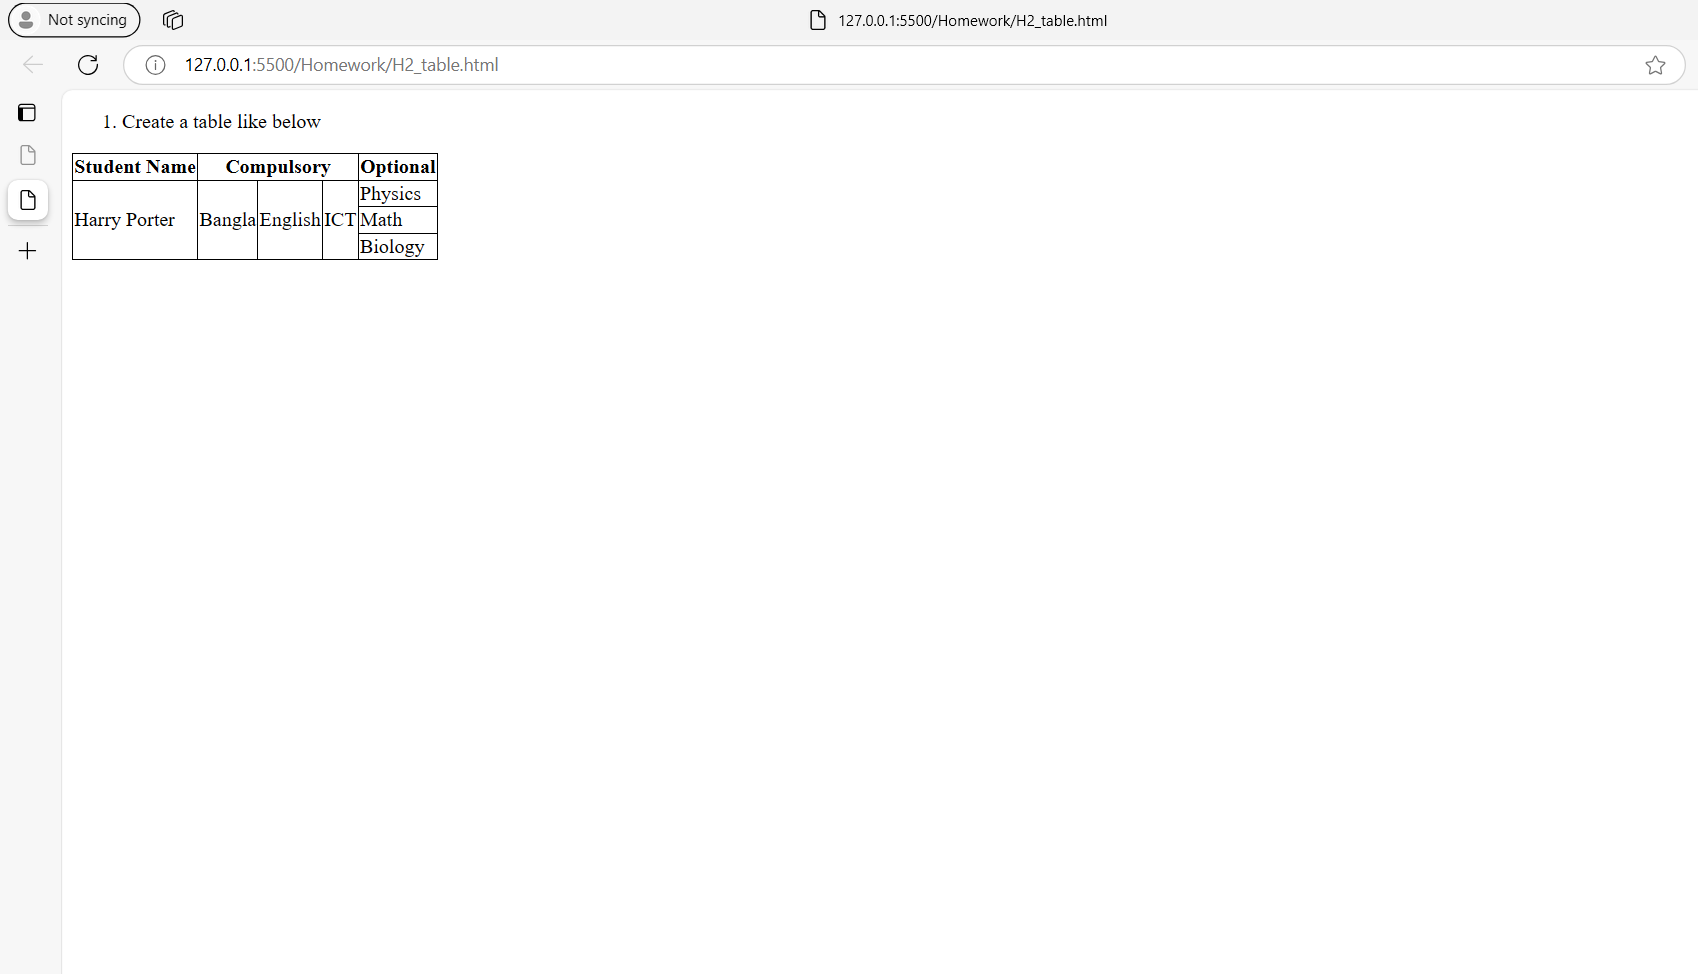 Not syncing
127.0.0.1:5500/Homework/H2_table.html
127.0.0.1:5500/Homework/H2_table.html
1. Create a table like below
Student Name Compulsory Optional
Harry Porter Bangla English ICT Physics
Math
Biology